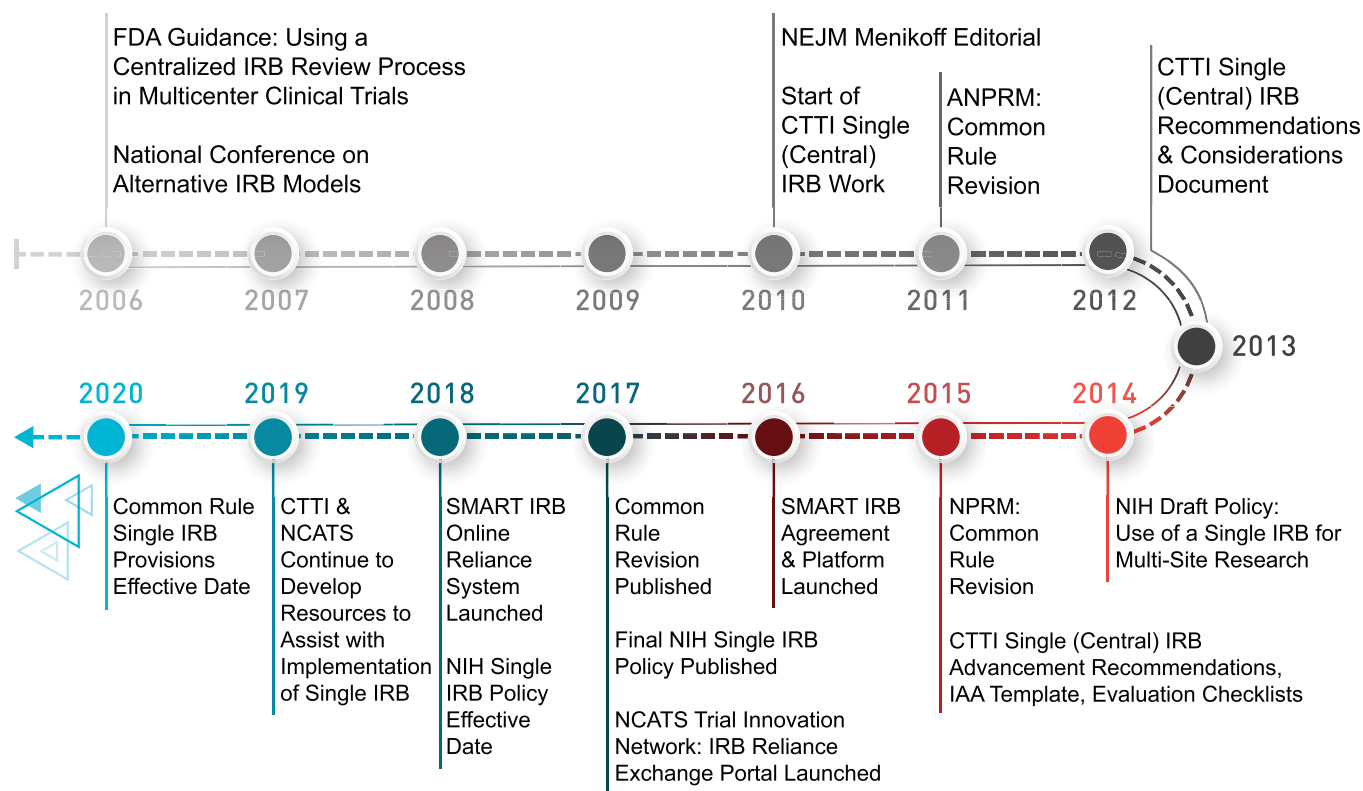 FDA Guidance: Using a
Centralized IRB Review Process
in Multicenter Clinical Trials
National Conference on
Alternative IRB Models
NEJM Menikoff Editorial
Start of
CTTI Single
(Central)
IRB Work
ANPRM:
Common
Rule
Revision
CTTI Single
(Central) IRB
Recommendations
& Considerations
Document
2006
2007
2008
2009
2010
2011
2012
2013
2020
2019
2018
2017
2016
2015
2014
Common Rule
Single IRB
Provisions
Effective Date
CTTI &
NCATS
Continue to
Develop
Resources to
Assist with
Implementation
of Single IRB
SMART IRB
Online
Reliance
System
Launched
NIH Single
IRB Policy
Effective
Date
Common
Rule
Revision
Published
Final NIH Single IRB
Policy Published
NCATS Trial Innovation
Network: IRB Reliance
Exchange Portal Launched
SMART IRB
Agreement
& Platform
Launched
NPRM:
Common
Rule
Revision
CTTI Single (Central) IRB
Advancement Recommendations,
IAA Template, Evaluation Checklists
NIH Draft Policy:
Use of a Single IRB for
Multi-Site Research